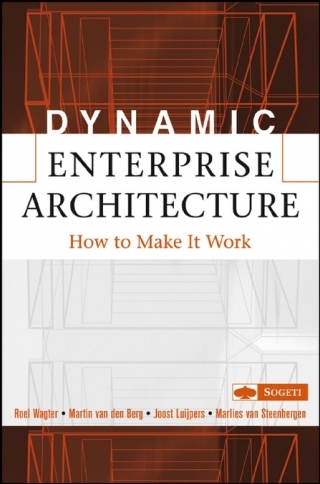 DYNAMIC
ENTERPRISE
ARCHITECTURE
How to Make It Work
SOGETI
Roel Wagter • Martin van den Berg • Joost Luijpers • Marlies van Steenbergen